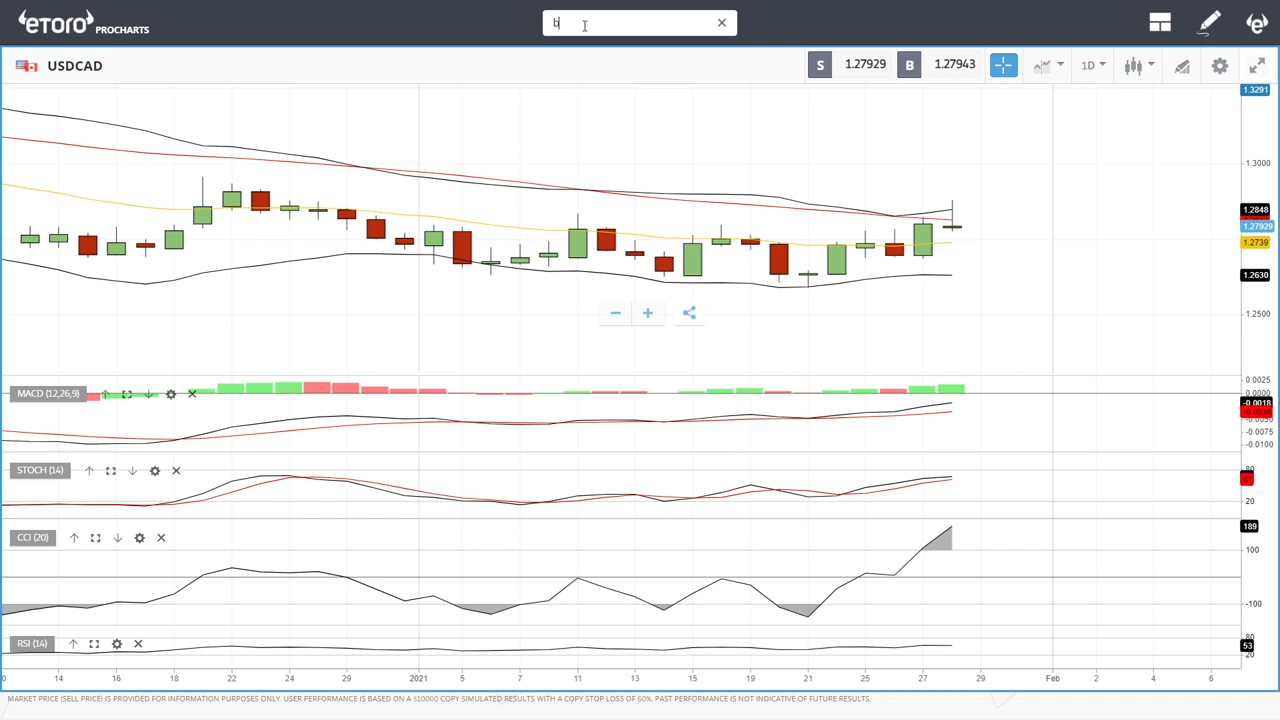 etoro PROCHARTS
b
USDCAD
S 1.27929 B 1.27943
1D
1.3291
1.3000
1.2848
1.27929
1.2739
1.2630
1.2500
MACD (12,26,9)
0.0025
0.0000
-0.0018
-0.0075
-0.0100
STOCH (14)
80
20
CCI (20)
189
100
-100
RSI (14)
80
53
20
14 16 18 22 24 29 2021 5 7 11 13 15 19 21 25 27 29 Feb 2 4 6
MARKET PRICE (SELL PRICE) IS PROVIDED FOR INFORMATION PURPOSES ONLY. USER PERFORMANCE IS BASED ON A $10000 COPY SIMULATED RESULTS WITH A COPY STOP LOSS OF 60%. PAST PERFORMANCE IS NOT INDICATIVE OF FUTURE RESULTS.